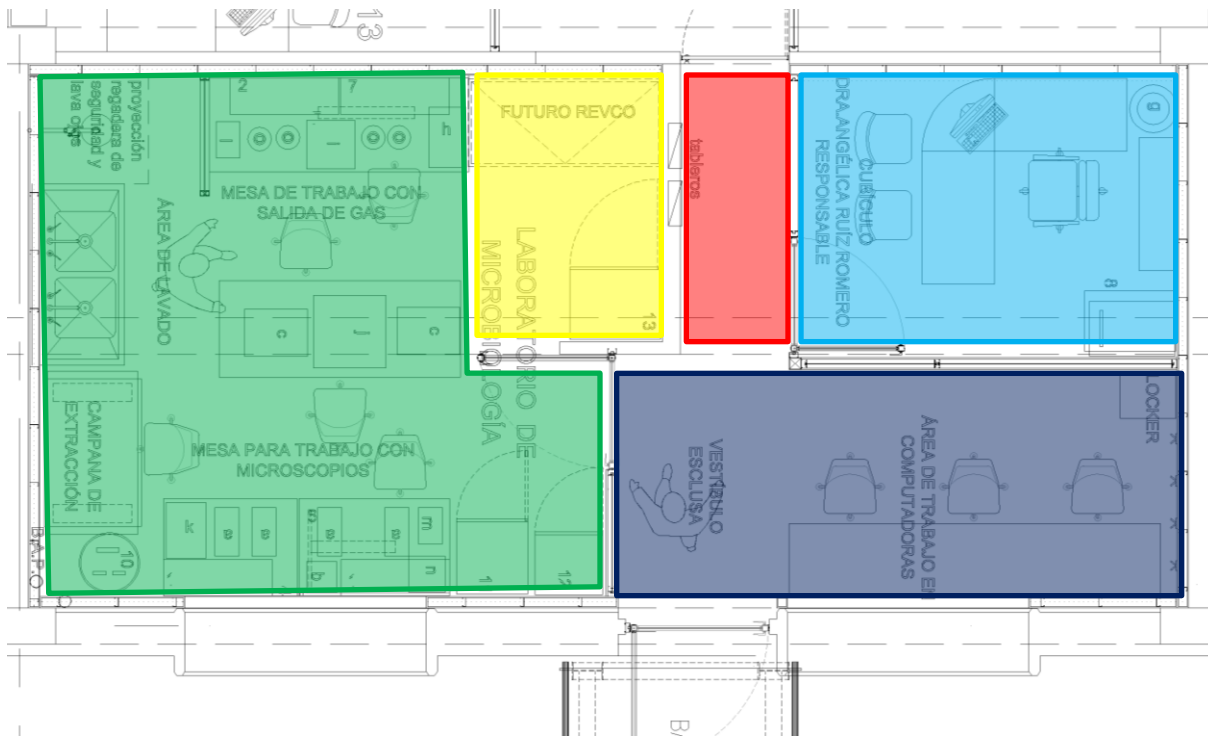 13
proyección
regadera de
seguridad y
lava ojos
2
7
MESA DE TRABAJO CON
SALIDA DE GAS
ÁREA DE LAVADO
c
j
c
CAMPANA DE
EXTRACCIÓN
MESA PARA TRABAJO CON
MICROSCOPIOS
10
B.A.P.O
b
m
n
1
12
FUTURO REVCO
LABORATORIO DE
MICROBIOLOGÍA
13
tableros
CUBÍCULO
DRA.ANGÉLICA RUÍZ ROMERO
RESPONSABLE
g
8
VESTÍBULO
ESCLUSA
ÁREA DE TRABAJO EN
COMPUTADORAS
LOCKER